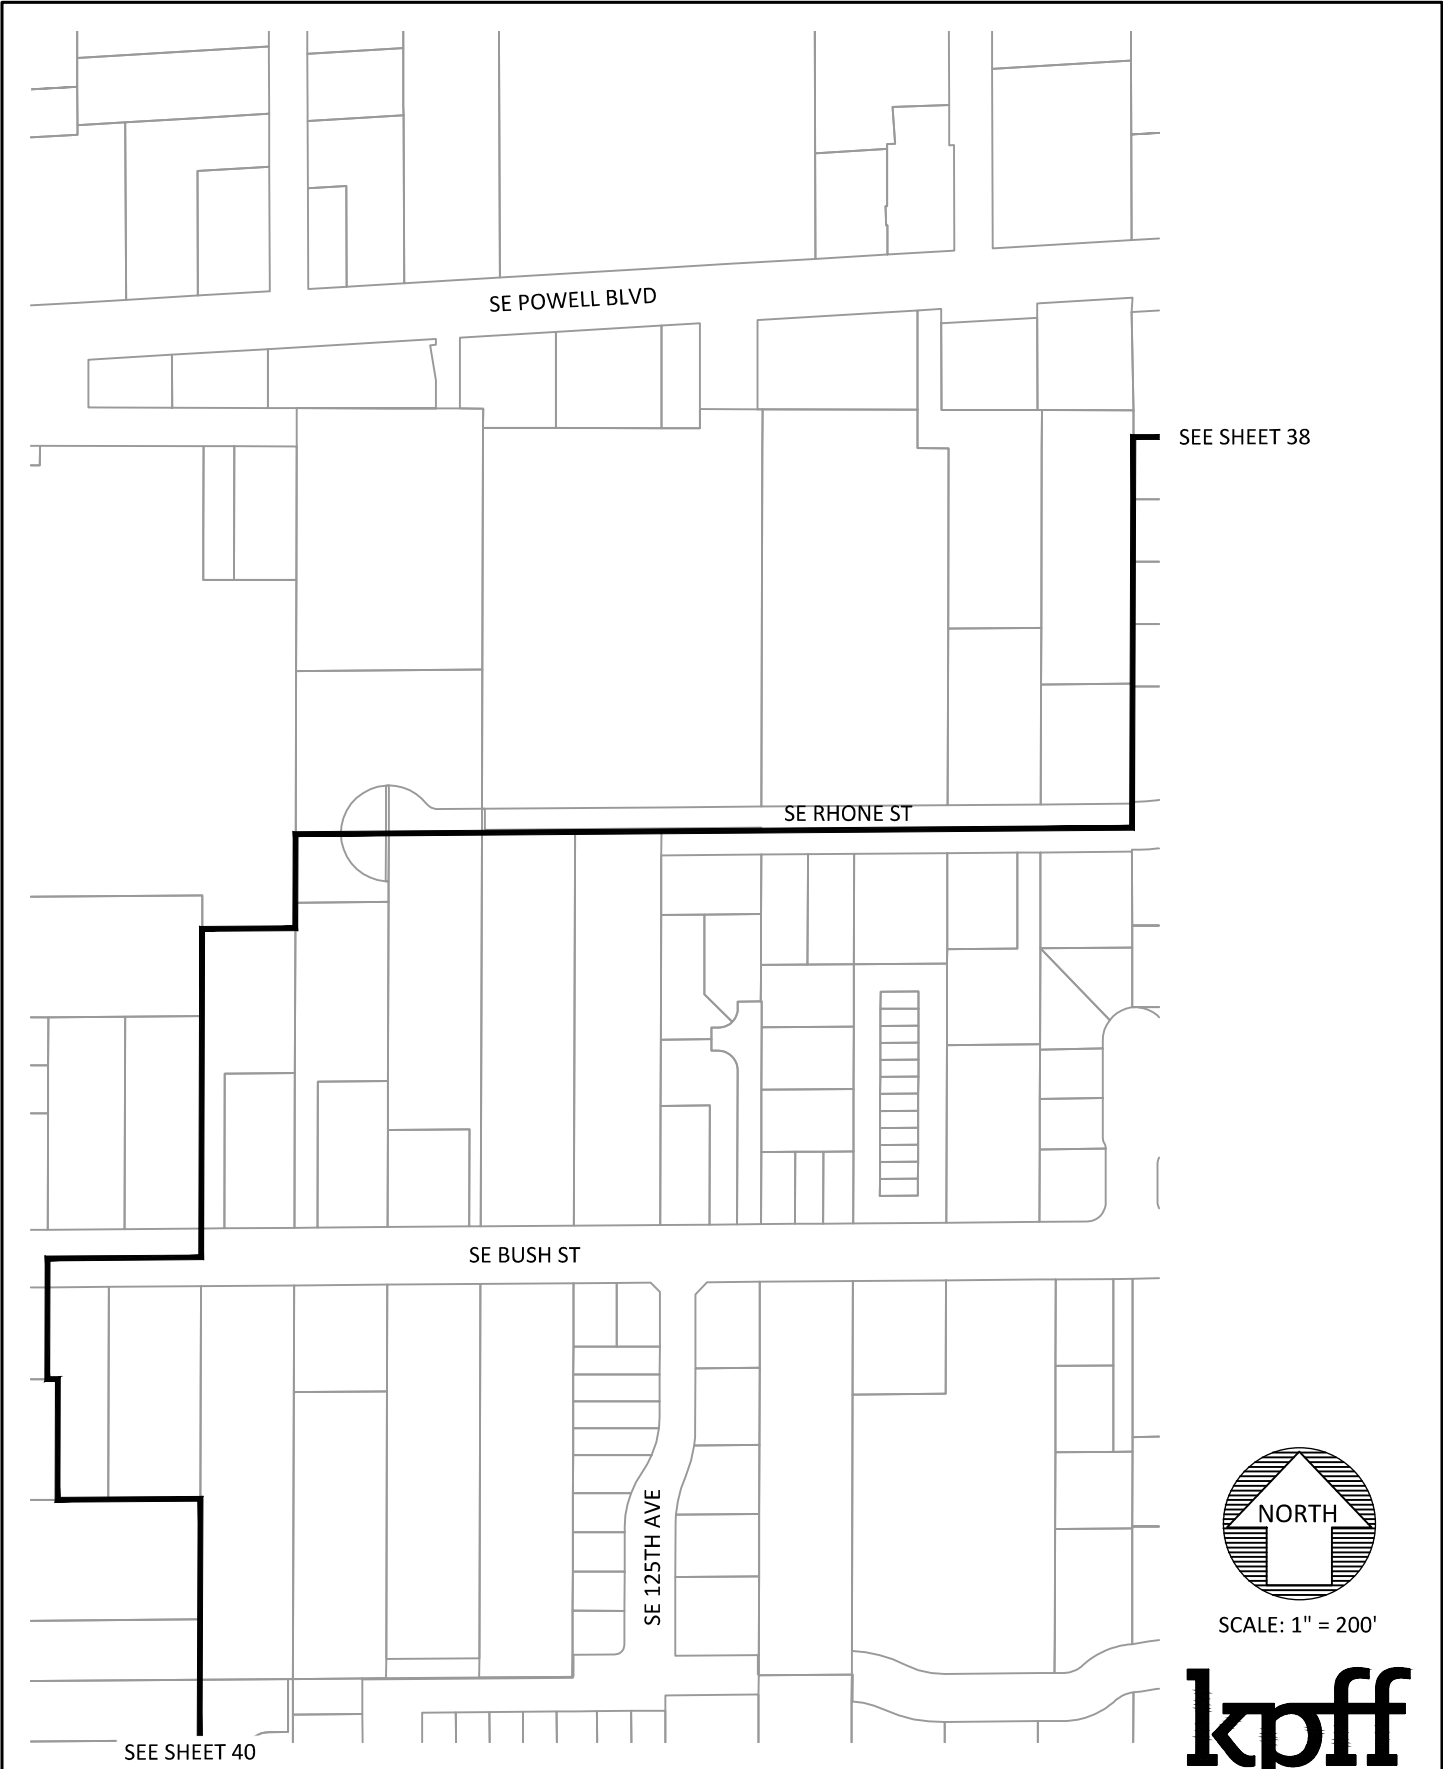 SE POWELL BLVD
SEE SHEET 38
SE RHONE ST
SE BUSH ST
SE 125TH AVE
NORTH
SCALE: 1" = 200'
kpff
SEE SHEET 40